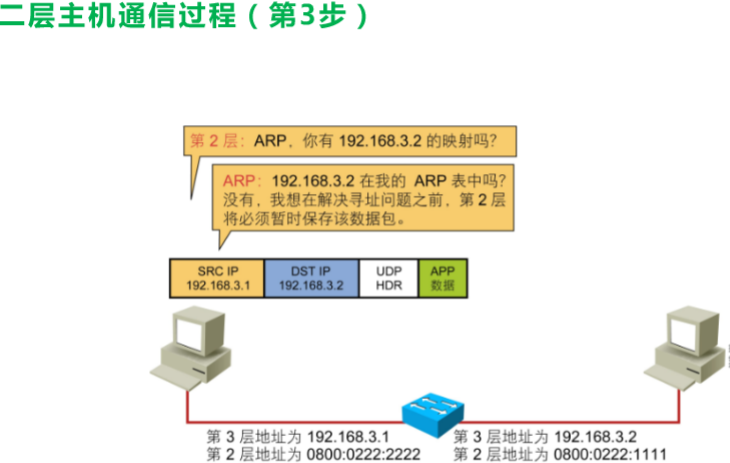 二层主机通信过程（第3步）
第 2 层：ARP，你有 192.168.3.2 的映射吗？
ARP：192.168.3.2 在我的 ARP 表中吗？
没有，我想在解决寻址问题之前，第 2 层
将必须暂时保存该数据包。
SRC IP
192.168.3.1
DST IP
192.168.3.2
UDP
HDR
APP
数据
第 3 层地址为 192.168.3.1
第 2 层地址为 0800:0222:2222
第 3 层地址为 192.168.3.2
第 2 层地址为 0800:0222:1111